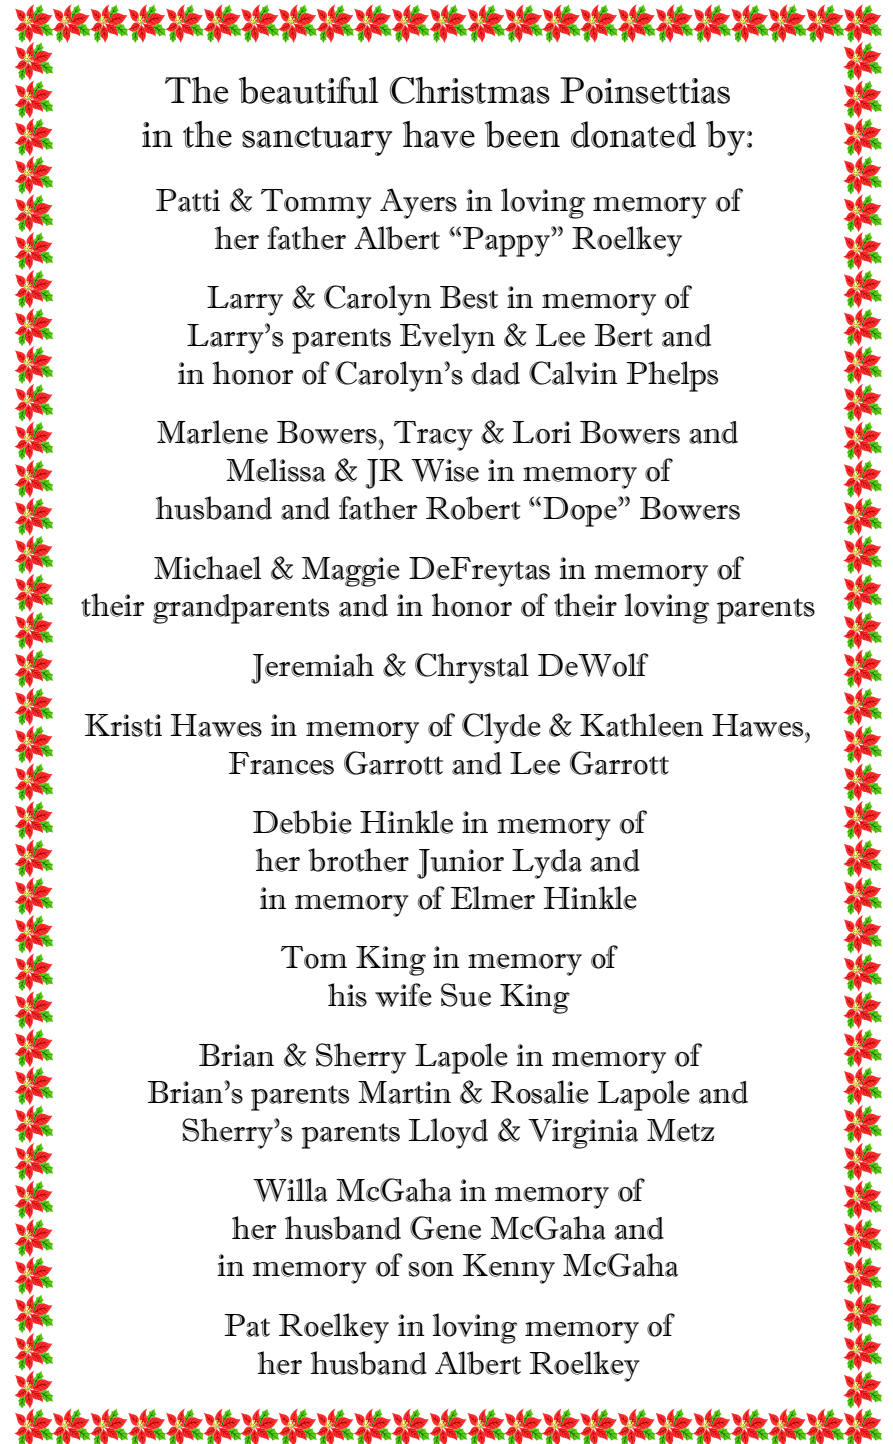 The beautiful Christmas Poinsettias
in the sanctuary have been donated by:
Patti & Tommy Ayers in loving memory of
her father Albert “Pappy” Roelkey
Larry & Carolyn Best in memory of
Larry’s parents Evelyn & Lee Bert and
in honor of Carolyn’s dad Calvin Phelps
Marlene Bowers, Tracy & Lori Bowers and
Melissa & JR Wise in memory of
husband and father Robert “Dope” Bowers
Michael & Maggie DeFreytas in memory of
their grandparents and in honor of their loving parents
Jeremiah & Chrystal DeWolf
Kristi Hawes in memory of Clyde & Kathleen Hawes,
Frances Garrott and Lee Garrott
Debbie Hinkle in memory of
her brother Junior Lyda and
in memory of Elmer Hinkle
Tom King in memory of
his wife Sue King
Brian & Sherry Lapole in memory of
Brian’s parents Martin & Rosalie Lapole and
Sherry’s parents Lloyd & Virginia Metz
Willa McGaha in memory of
her husband Gene McGaha and
in memory of son Kenny McGaha
Pat Roelkey in loving memory of
her husband Albert Roelkey